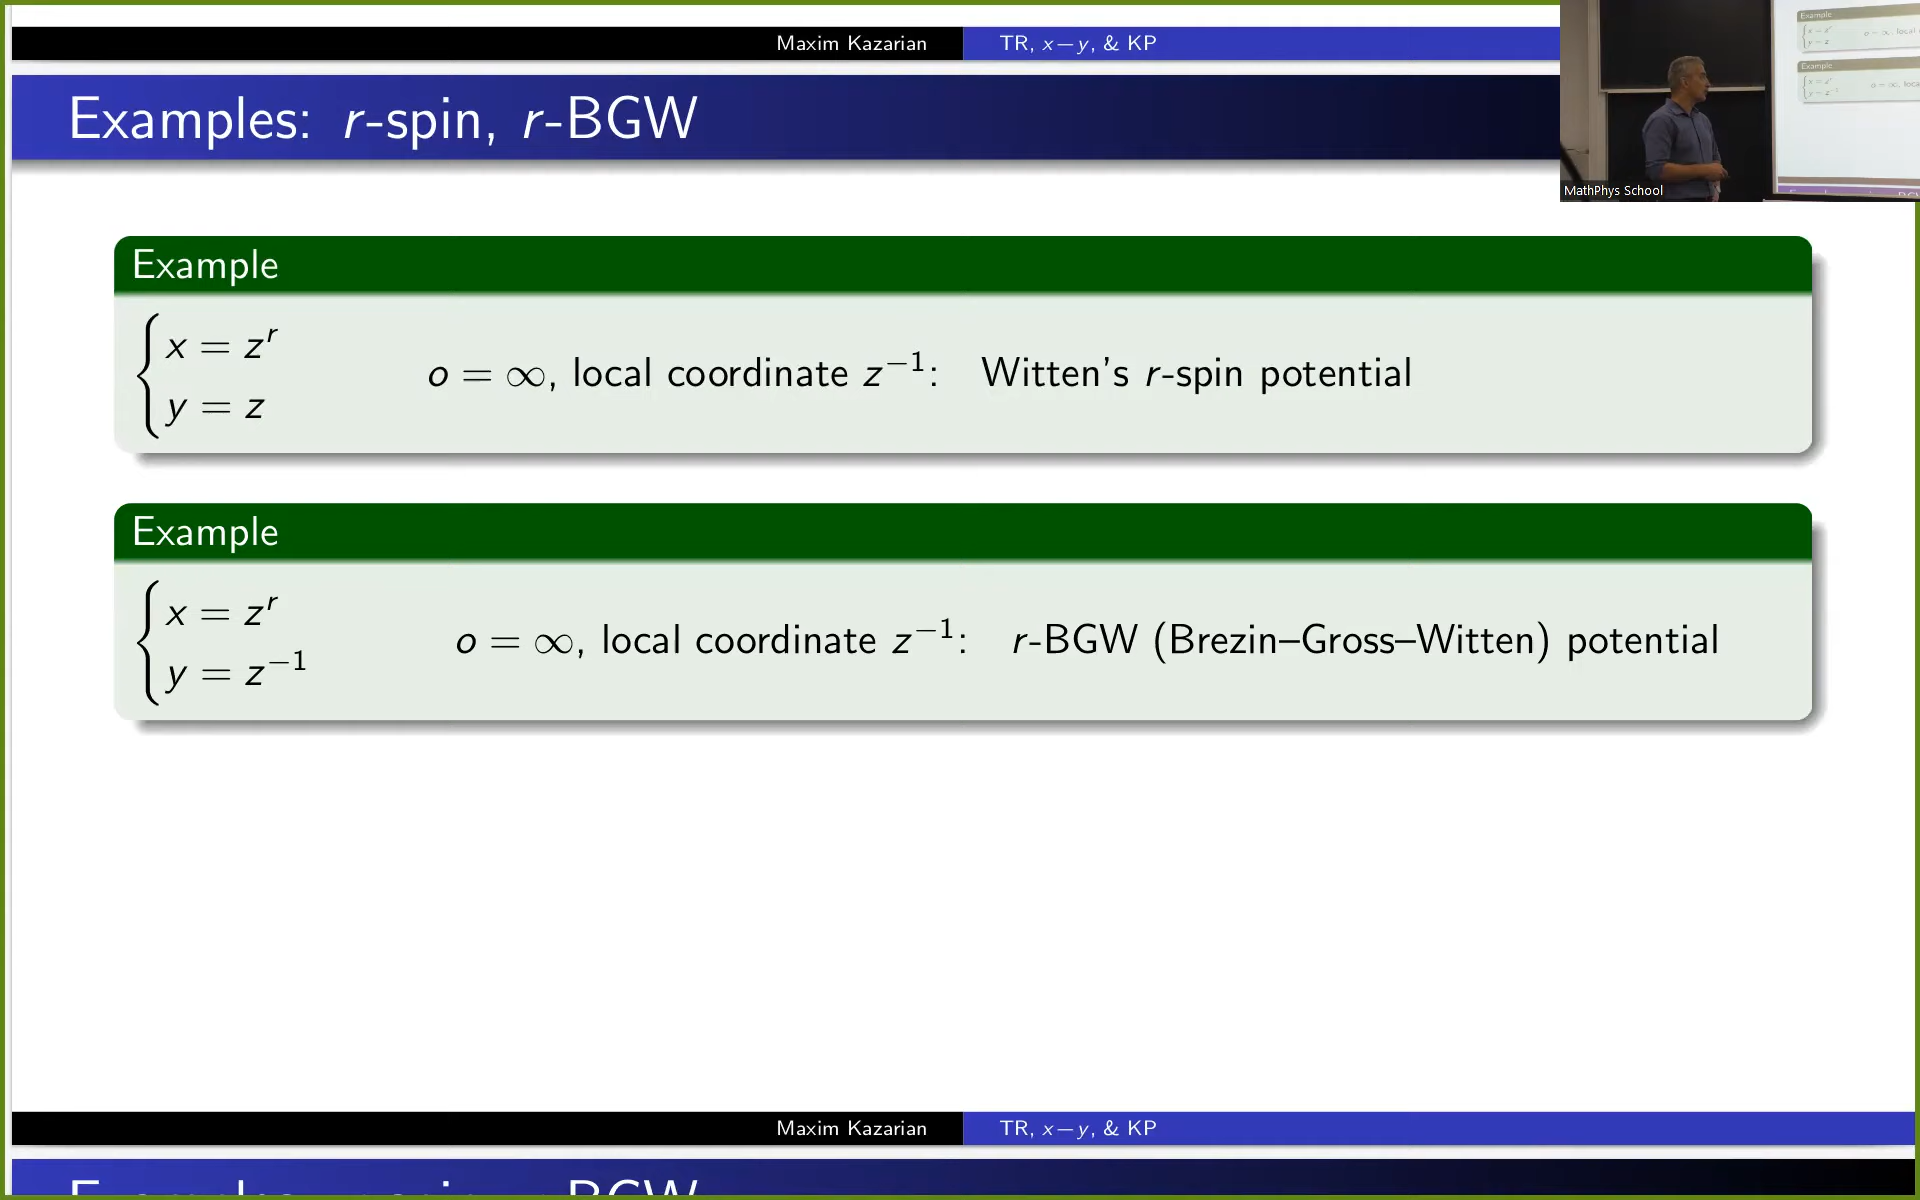 Maxim Kazarian TR, x−y, & KP
Examples: r-spin, r-BGW
MathPhys School
Example
x = z^r
y = z
o = ∞, local coordinate z^{−1}: Witten's r-spin potential
Example
x = z^r
y = z^{−1}
o = ∞, local coordinate z^{−1}: r-BGW (Brezin–Gross–Witten) potential
Maxim Kazarian TR, x−y, & KP